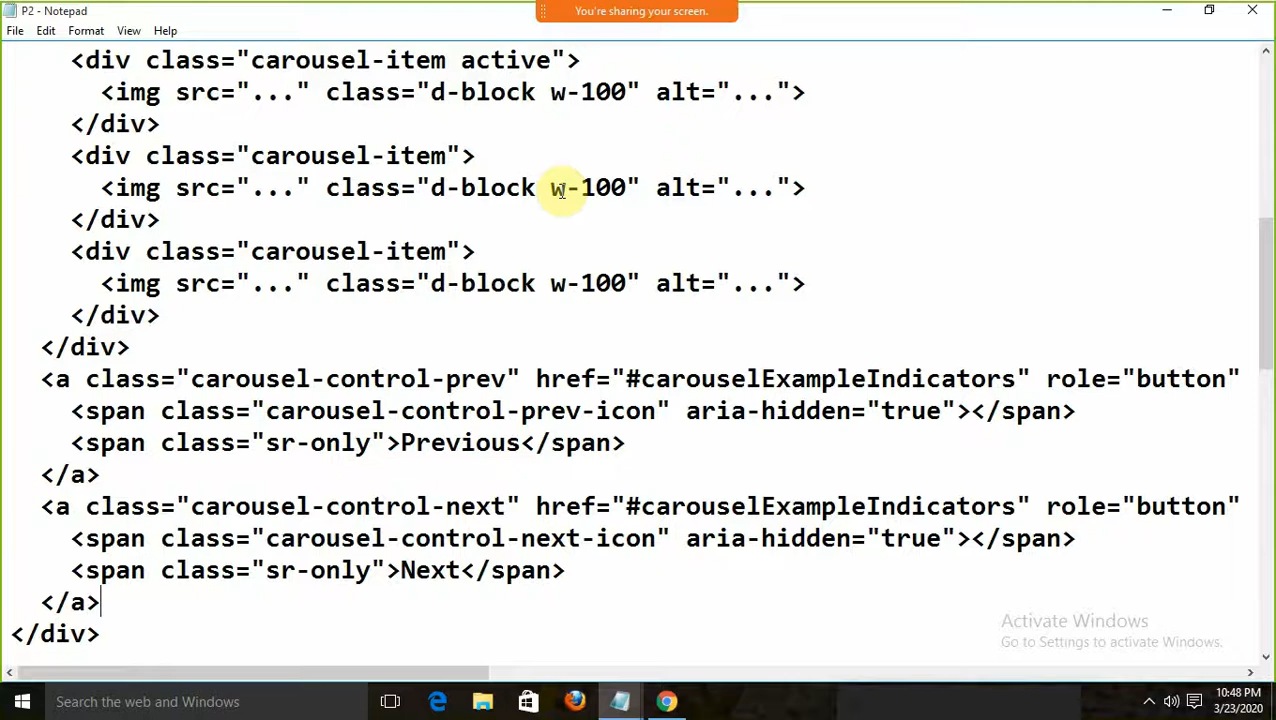 P2 - Notepad
You're sharing your screen.
File Edit Format View Help
<div class="carousel-item active">
<img src="..." class="d-block w-100" alt="...">
</div>
<div class="carousel-item">
<img src="..." class="d-block w-100" alt="...">
</div>
<div class="carousel-item">
<img src="..." class="d-block w-100" alt="...">
</div>
</div>
<a class="carousel-control-prev" href="#carouselExampleIndicators" role="button"
<span class="carousel-control-prev-icon" aria-hidden="true"></span>
<span class="sr-only">Previous</span>
</a>
<a class="carousel-control-next" href="#carouselExampleIndicators" role="button"
<span class="carousel-control-next-icon" aria-hidden="true"></span>
<span class="sr-only">Next</span>
</a>
</div>
Activate Windows
Go to Settings to activate Windows.
Search the web and Windows
10:48 PM
3/23/2020